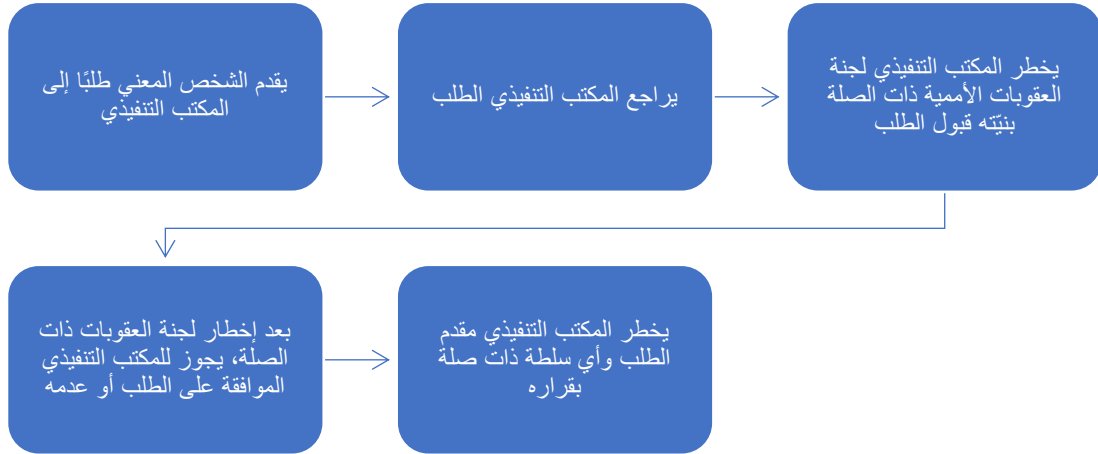 يقدم الشخص المعني طلبًا إلى
المكتب التنفيذي
يراجع المكتب التنفيذي الطلب
يخطر المكتب التنفيذي لجنة
العقوبات الأممية ذات الصلة
بنيّته قبول الطلب
بعد إخطار لجنة العقوبات ذات
الصلة، يجوز للمكتب التنفيذي
الموافقة على الطلب أو عدمه
يخطر المكتب التنفيذي مقدم
الطلب وأي سلطة ذات صلة
بقراره